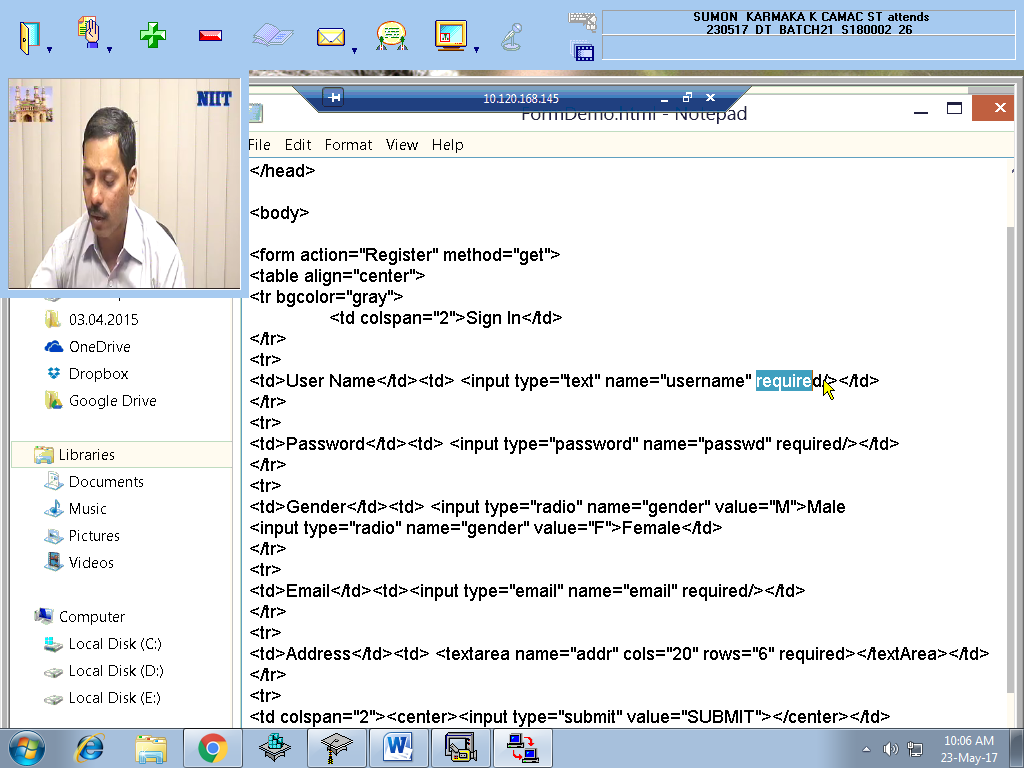 SUMON KARMAKA K CAMAC ST attends
230517_DT_BATCH21_S180002_26
NIIT
10.120.168.145
FormDemo.html - Notepad
File Edit Format View Help
</head>
<body>
<form action="Register" method="get">
<table align="center">
<tr bgcolor="gray">
<td colspan="2">Sign In</td>
</tr>
<tr>
<td>User Name</td><td> <input type="text" name="username" required/></td>
</tr>
<tr>
<td>Password</td><td> <input type="password" name="passwd" required/></td>
</tr>
<tr>
<td>Gender</td><td> <input type="radio" name="gender" value="M">Male
<input type="radio" name="gender" value="F">Female</td>
</tr>
<tr>
<td>Email</td><td><input type="email" name="email" required/></td>
</tr>
<tr>
<td>Address</td><td> <textarea name="addr" cols="20" rows="6" required></textArea></td>
</tr>
<tr>
<td colspan="2"><center><input type="submit" value="SUBMIT"></center></td>
03.04.2015
OneDrive
Dropbox
Google Drive
Libraries
Documents
Music
Pictures
Videos
Computer
Local Disk (C:)
Local Disk (D:)
Local Disk (E:)
10:06 AM
23-May-17